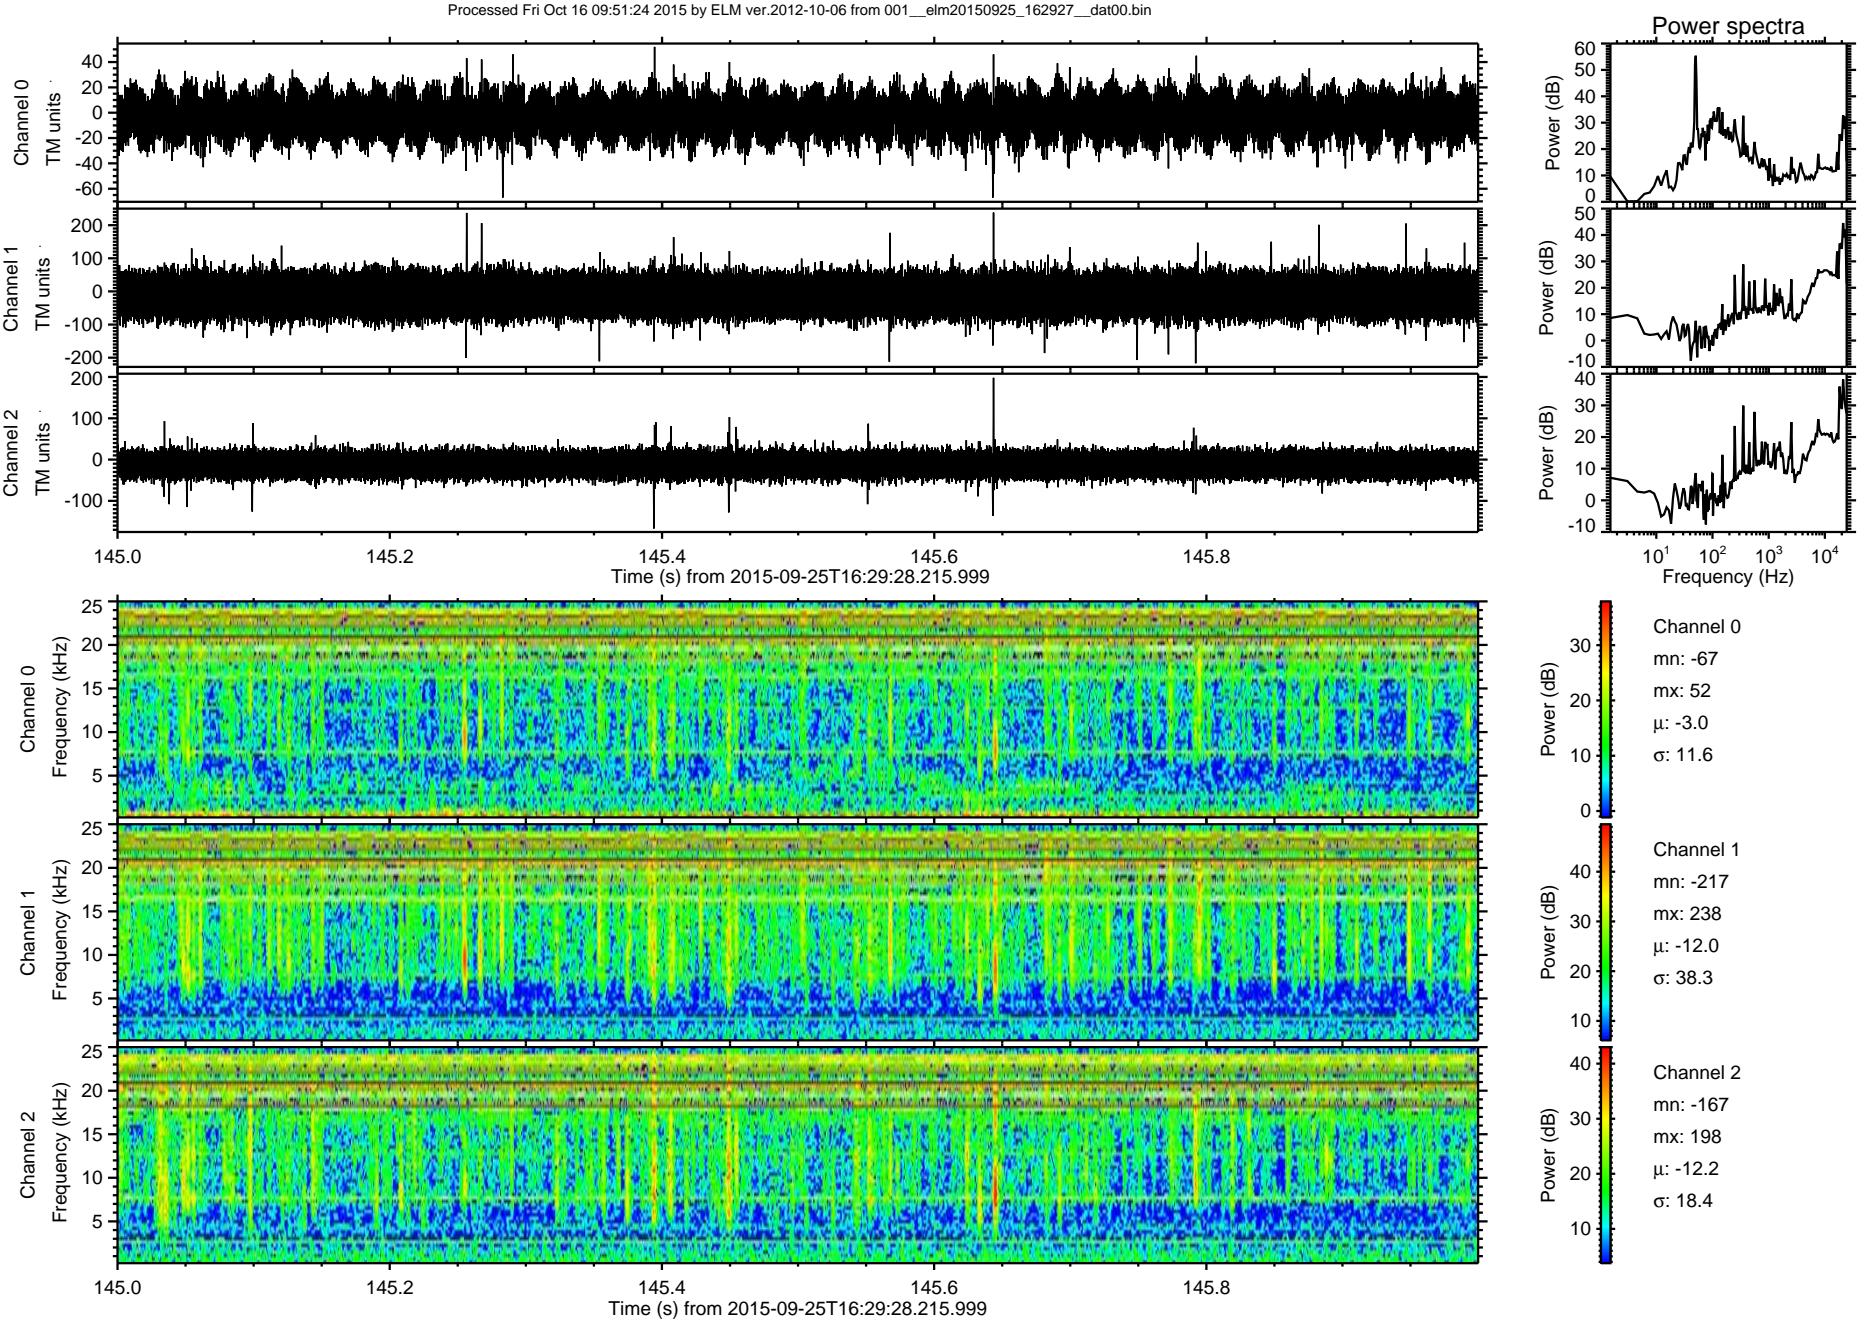 Processed Fri Oct 16 09:51:24 2015 by ELM ver.2012-10-06 from 001__elm20150925_162927__dat00.bin
Power spectra
Channel 0
TM units
40
20
0
-20
-40
-60
Power (dB)
60
50
40
30
20
10
0
Channel 1
TM units
200
100
0
-100
-200
Power (dB)
50
40
30
20
10
0
-10
Channel 2
TM units
200
100
0
-100
Power (dB)
40
30
20
10
0
-10
145.0 145.2 145.4 145.6 145.8
Time (s) from 2015-09-25T16:29:28.215.999
10¹ 10² 10³ 10⁴
Frequency (Hz)
Channel 0
Frequency (kHz)
25
20
15
10
5
Power (dB)
30
20
10
0
Channel 0
mn: -67
mx: 52
μ: -3.0
σ: 11.6
Channel 1
Frequency (kHz)
25
20
15
10
5
Power (dB)
40
30
20
10
Channel 1
mn: -217
mx: 238
μ: -12.0
σ: 38.3
Channel 2
Frequency (kHz)
25
20
15
10
5
Power (dB)
40
30
20
10
Channel 2
mn: -167
mx: 198
μ: -12.2
σ: 18.4
145.0 145.2 145.4 145.6 145.8
Time (s) from 2015-09-25T16:29:28.215.999